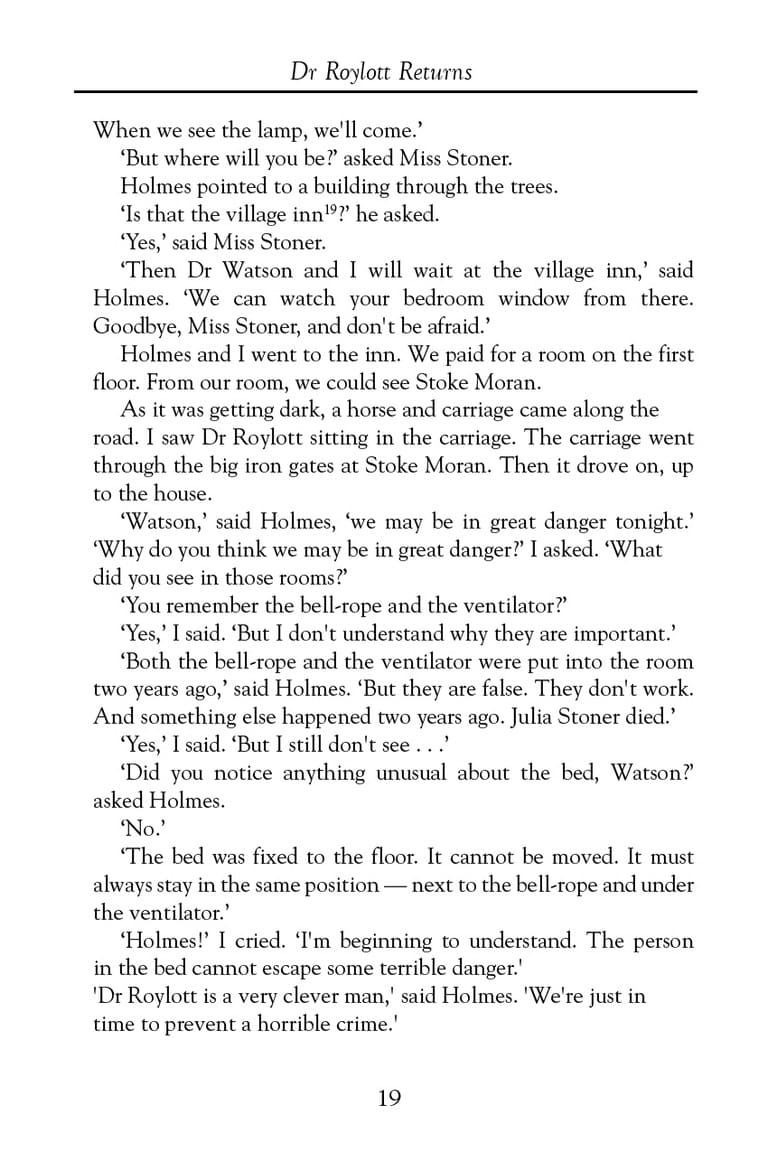 Dr Roylott Returns
When we see the lamp, we'll come.’
‘But where will you be?’ asked Miss Stoner.
Holmes pointed to a building through the trees.
‘Is that the village inn¹⁹?’ he asked.
‘Yes,’ said Miss Stoner.
‘Then Dr Watson and I will wait at the village inn,’ said
Holmes. ‘We can watch your bedroom window from there.
Goodbye, Miss Stoner, and don't be afraid.’
Holmes and I went to the inn. We paid for a room on the first
floor. From our room, we could see Stoke Moran.
As it was getting dark, a horse and carriage came along the
road. I saw Dr Roylott sitting in the carriage. The carriage went
through the big iron gates at Stoke Moran. Then it drove on, up
to the house.
‘Watson,’ said Holmes, ‘we may be in great danger tonight.’
‘Why do you think we may be in great danger?’ I asked. ‘What
did you see in those rooms?’
‘You remember the bell-rope and the ventilator?’
‘Yes,’ I said. ‘But I don't understand why they are important.’
‘Both the bell-rope and the ventilator were put into the room
two years ago,’ said Holmes. ‘But they are false. They don't work.
And something else happened two years ago. Julia Stoner died.’
‘Yes,’ I said. ‘But I still don't see . . .’
‘Did you notice anything unusual about the bed, Watson?’
asked Holmes.
‘No.’
‘The bed was fixed to the floor. It cannot be moved. It must
always stay in the same position — next to the bell-rope and under
the ventilator.’
‘Holmes!’ I cried. ‘I'm beginning to understand. The person
in the bed cannot escape some terrible danger.'
'Dr Roylott is a very clever man,' said Holmes. 'We're just in
time to prevent a horrible crime.'
19